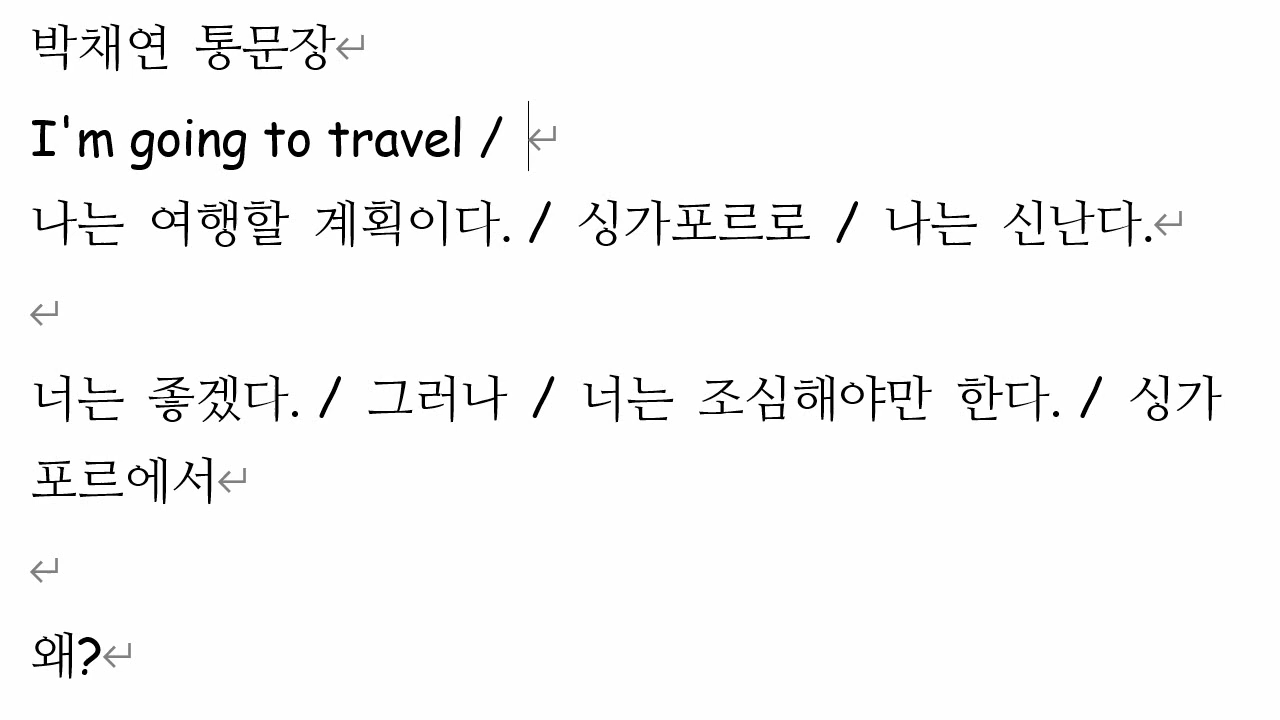 박채연 통문장
I'm going to travel /
나는 여행할 계획이다. / 싱가포르로 / 나는 신난다.
너는 좋겠다. / 그러나 / 너는 조심해야만 한다. / 싱가
포르에서
왜?